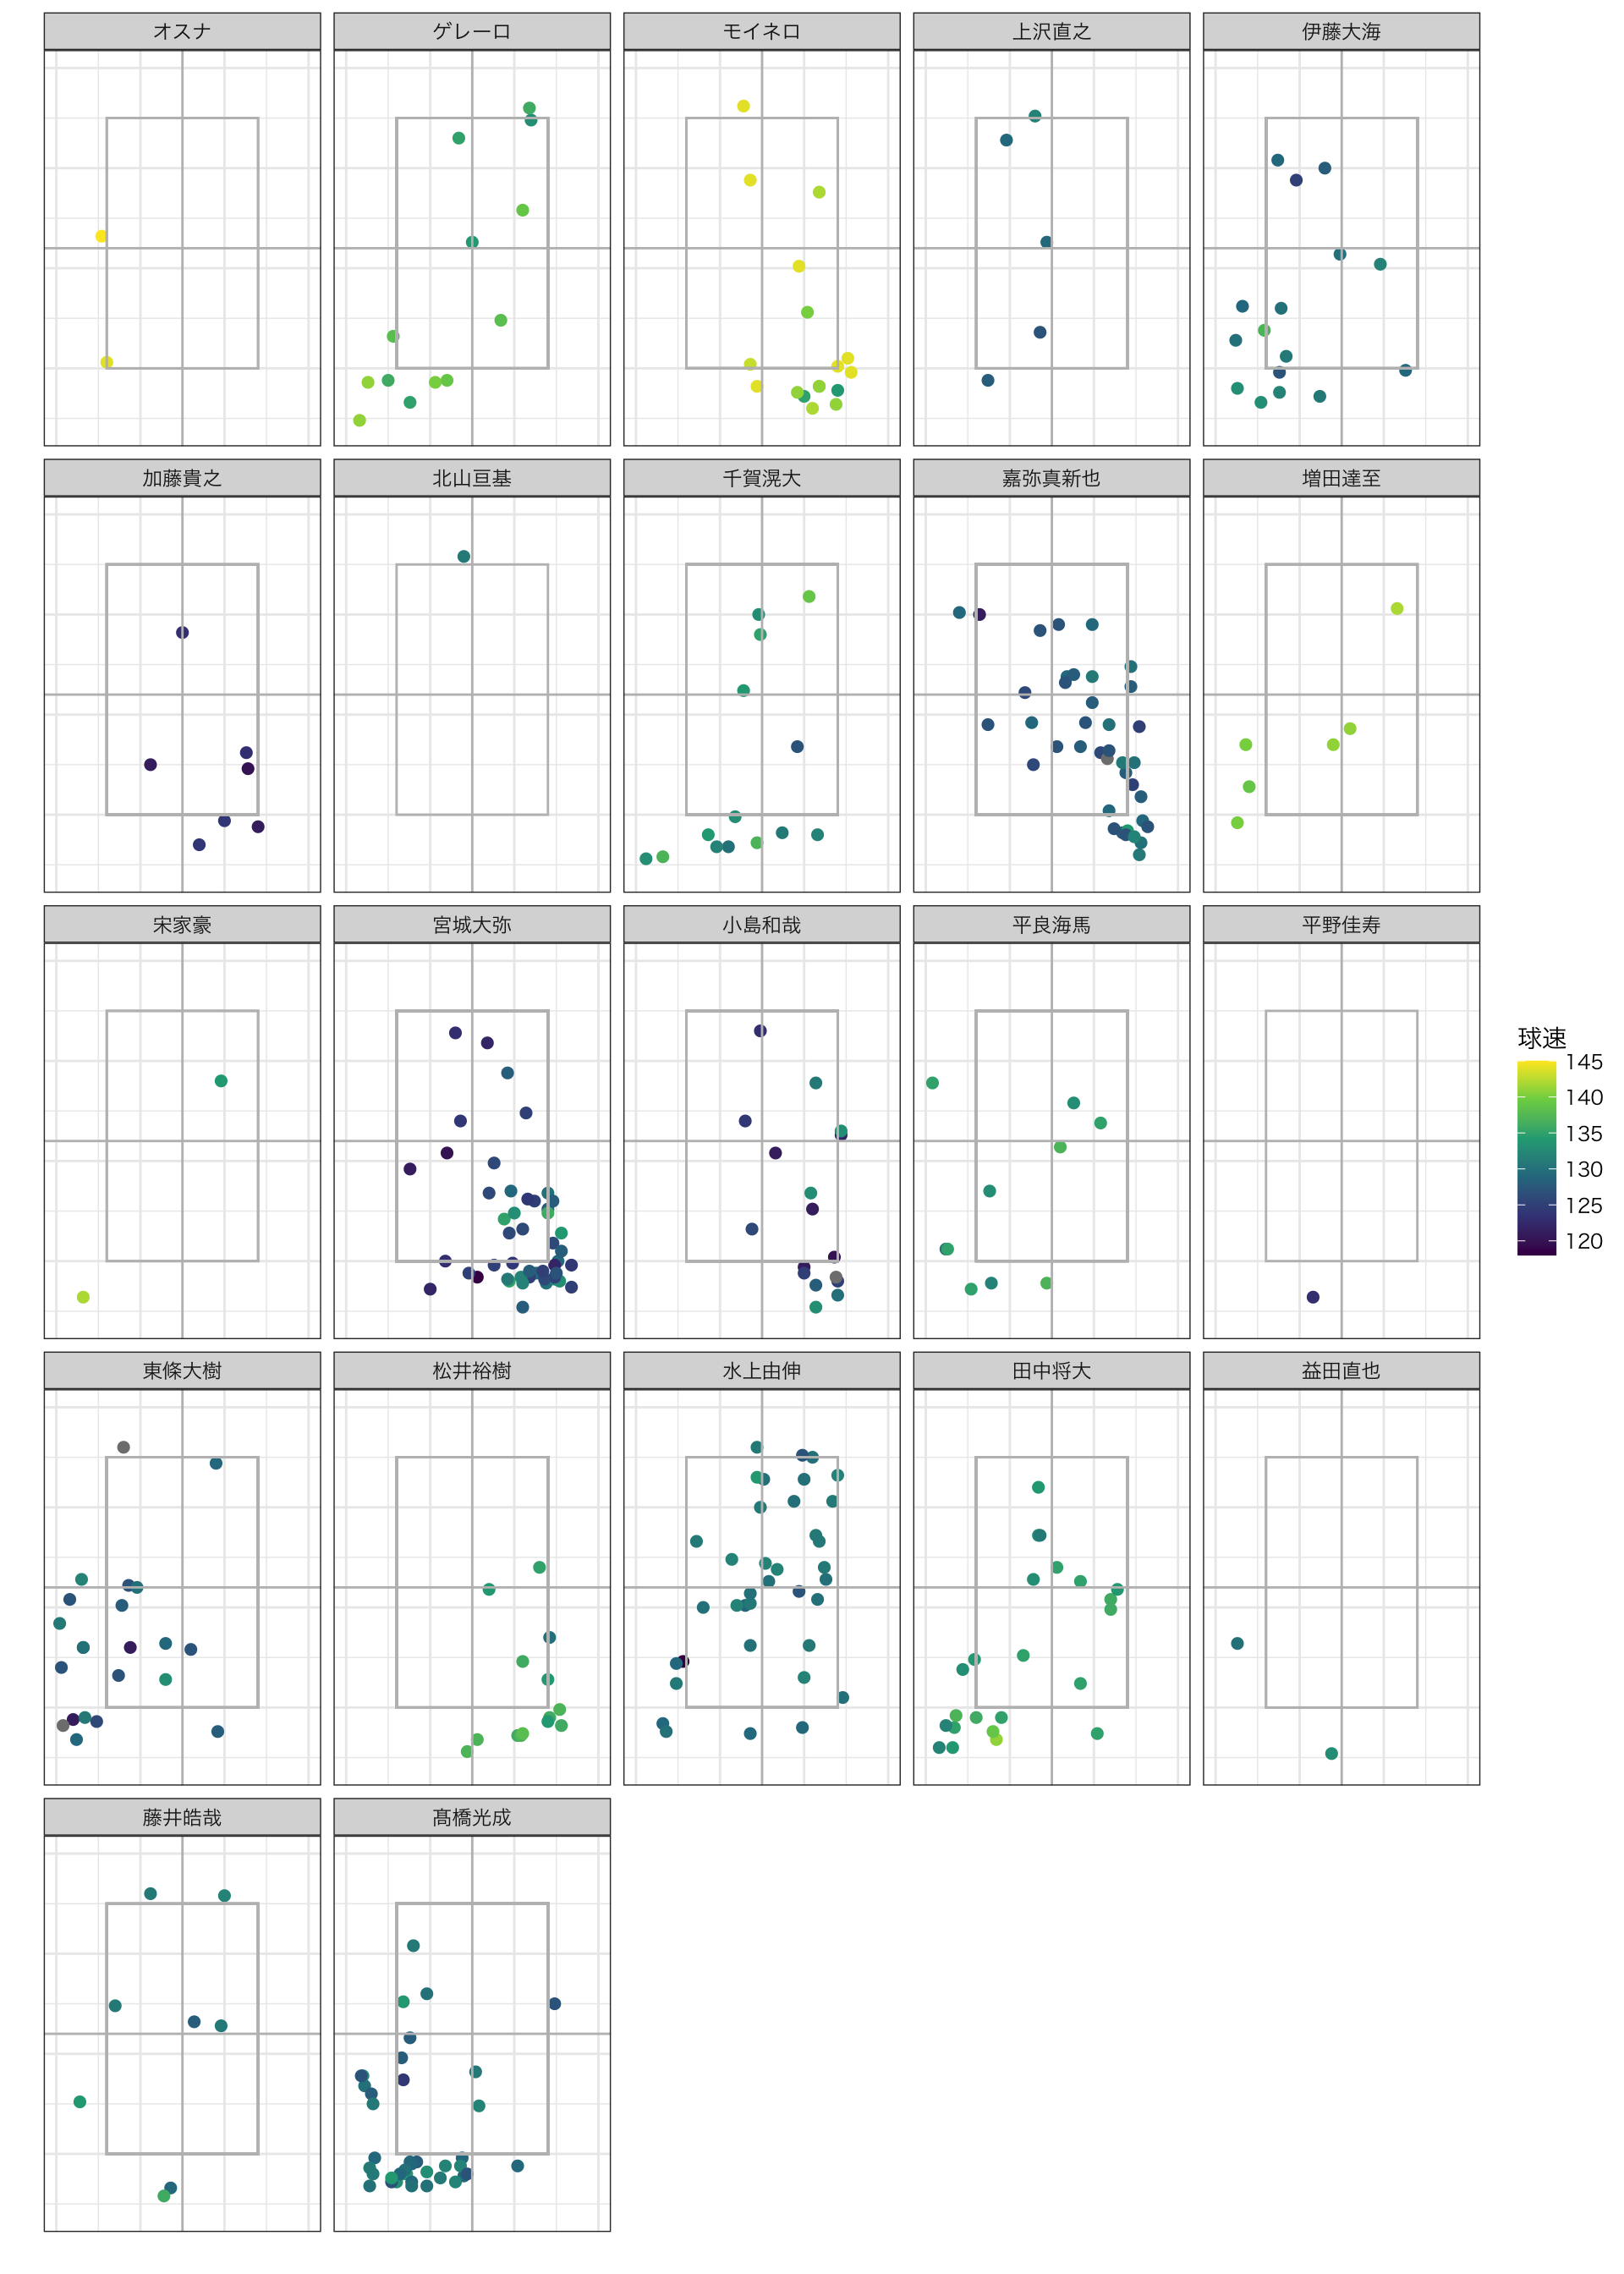 オスナ
ゲレーロ
モイネロ
上沢直之
伊藤大海
加藤貴之
北山亘基
千賀滉大
嘉弥真新也
増田達至
宋家豪
宮城大弥
小島和哉
平良海馬
平野佳寿
球速
145
140
135
130
125
120
東條大樹
松井裕樹
水上由伸
田中将大
益田直也
藤井皓哉
髙橋光成